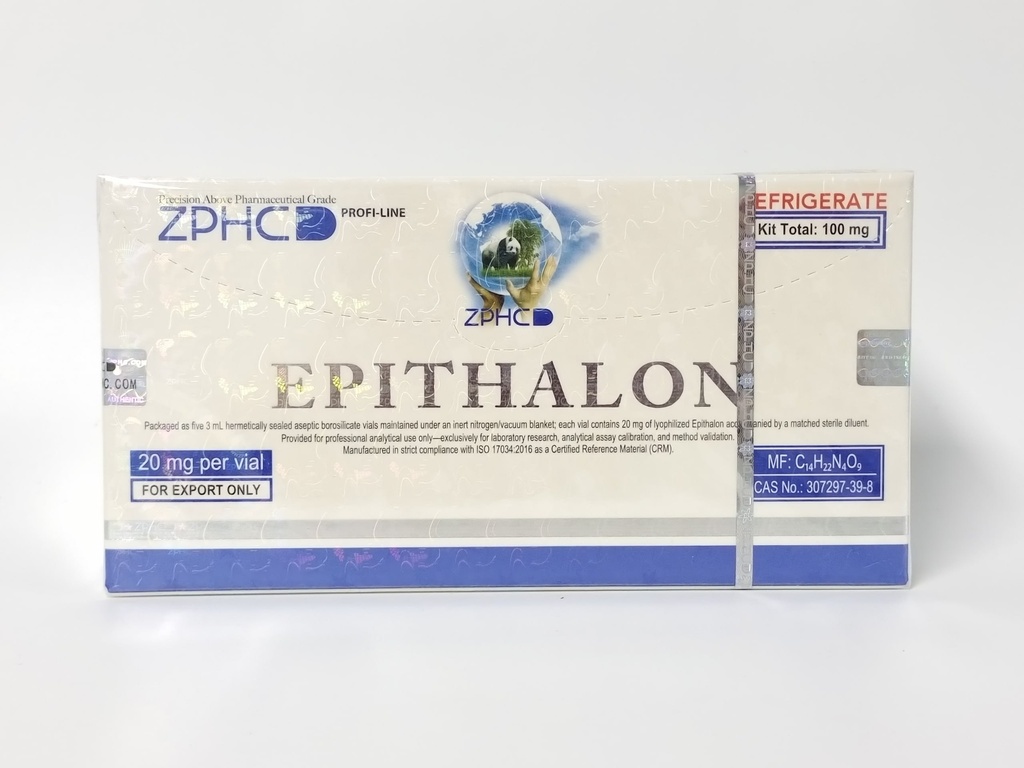 Precision Above Pharmaceutical Grade
ZPHC PROFI-LINE
EFRIGERATE
Kit Total: 100 mg
ZPHC
C. COM
AUTHENTIC
EPITHALON
Packaged as five 3 mL hermetically sealed aseptic borosilicate vials maintained under an inert nitrogen/vacuum blanket; each vial contains 20 mg of lyophilized Epithalon anied by a matched sterile diluent.
Provided for professional analytical use only—exclusively for laboratory research, analytical assay calibration, and method validation.
Manufactured in strict compliance with ISO 17034:2016 as a Certified Reference Material (CRM).
20 mg per vial
FOR EXPORT ONLY
MF: C₁₄H₂₂N₄O₉
CAS No.: 307297-39-8